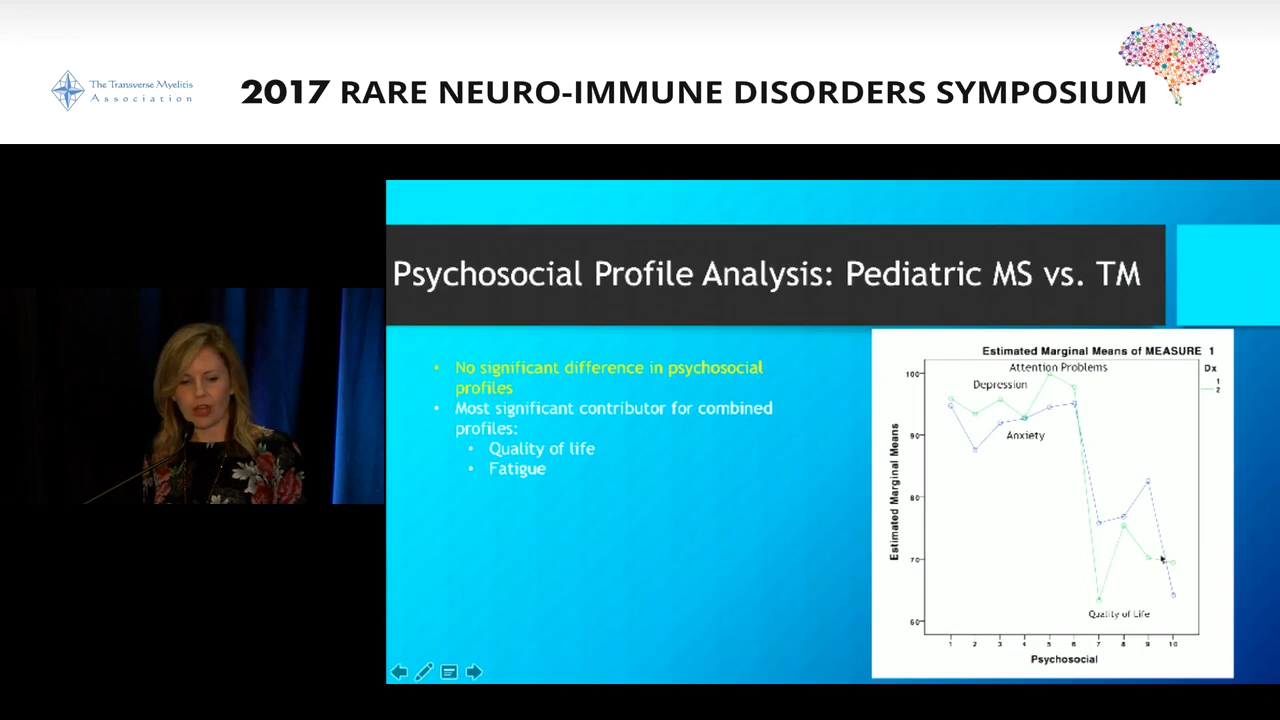 The Transverse Myelitis
Association
2017 RARE NEURO-IMMUNE DISORDERS SYMPOSIUM
Psychosocial Profile Analysis: Pediatric MS vs. TM
• No significant difference in psychosocial
profiles
• Most significant contributor for combined
profiles:
• Quality of life
• Fatigue
Estimated Marginal Means of MEASURE 1
Attention Problems
Depression
Anxiety
Quality of Life
Dx
1
2
Estimated Marginal Means
100
90
80
70
60
1 2 3 4 5 6 7 8 9 10
Psychosocial